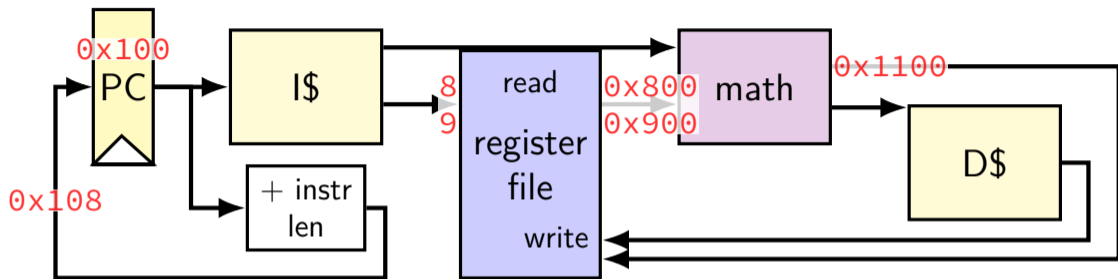 0x100
PC
I$
8
9
read
register
file
write
0x800
0x900
math
0x1100
D$
0x108
+ instr
len